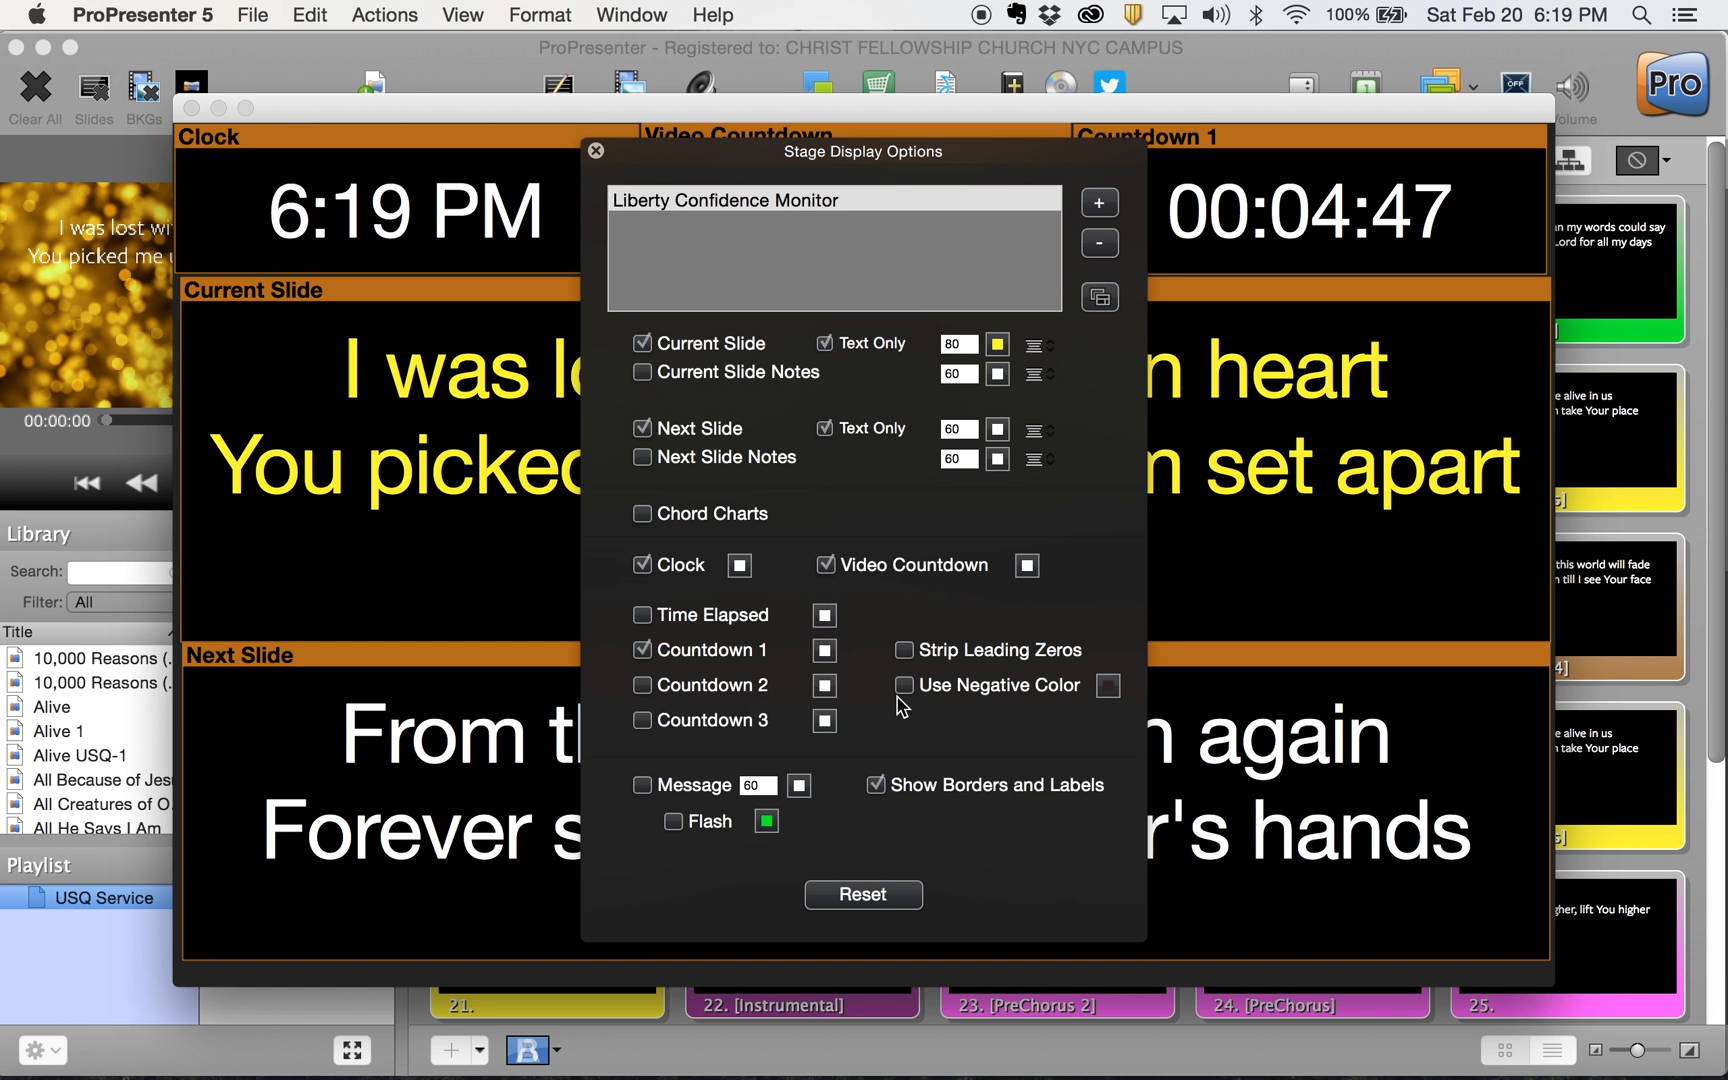 ProPresenter 5 File Edit Actions View Format Window Help 100% Sat Feb 20 6:19 PM
ProPresenter - Registered to: CHRIST FELLOWSHIP CHURCH NYC CAMPUS
Clear All Slides BKGs
OFF
Pro
Clock
Video Countdown
Countdown 1
6:19 PM
00:04:47
Stage Display Options
Liberty Confidence Monitor
+
-
Current Slide Text Only 80
Current Slide Notes 60
Next Slide Text Only 60
Next Slide Notes 60
Chord Charts
Clock Video Countdown
Time Elapsed
Countdown 1 Strip Leading Zeros
Countdown 2 Use Negative Color
Countdown 3
Message 60 Show Borders and Labels
Flash
Reset
Current Slide
I was heart
You picked set apart
Next Slide
From again
Forever r's hands
I was lost
You picked me
00:00:00
Library
Search:
Filter: All
Title
10,000 Reasons (.
10,000 Reasons (.
Alive
Alive 1
Alive USQ-1
All Because of Jes
All Creatures of O
All He Says I Am
Playlist
USQ Service
my words could say
ord for all my days
e alive in us
take Your place
this world will fade
till I see Your face
4]
e alive in us
take Your place
gher, lift You higher
21.
22. [Instrumental]
23. [PreChorus 2]
24. [PreChorus]
25.